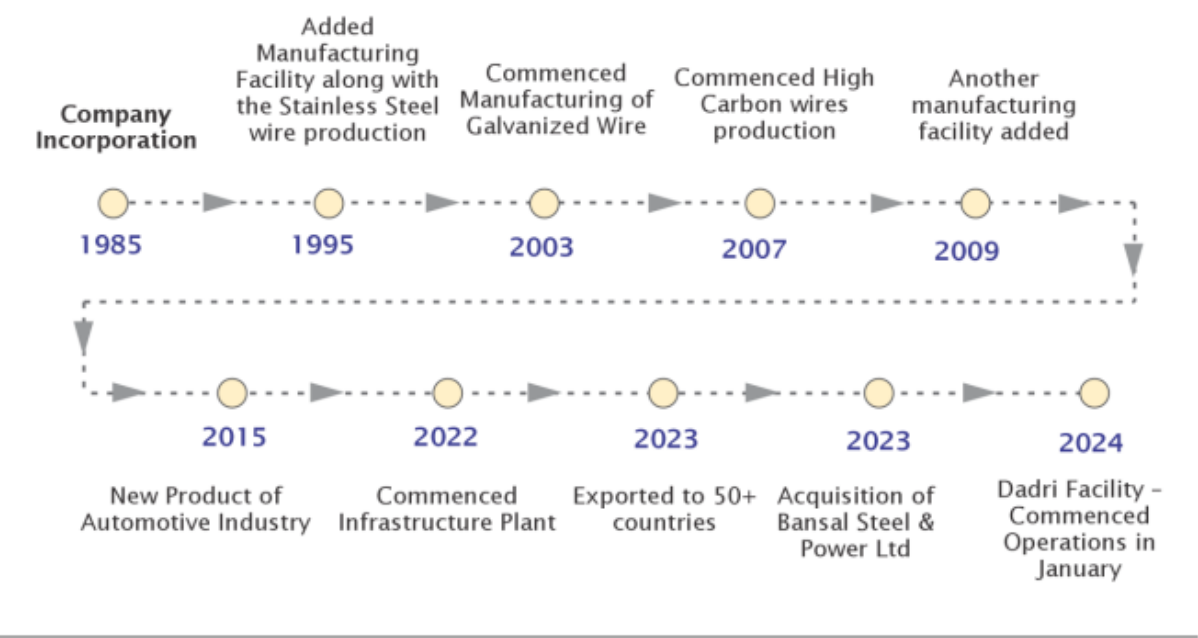 Company
Incorporation
1985
Added
Manufacturing
Facility along with
the Stainless Steel
wire production
1995
Commenced
Manufacturing of
Galvanized Wire
2003
Commenced High
Carbon wires
production
2007
Another
manufacturing
facility added
2009
2015
New Product of
Automotive Industry
2022
Commenced
Infrastructure Plant
2023
Exported to 50+
countries
2023
Acquisition of
Bansal Steel &
Power Ltd
2024
Dadri Facility –
Commenced
Operations in
January